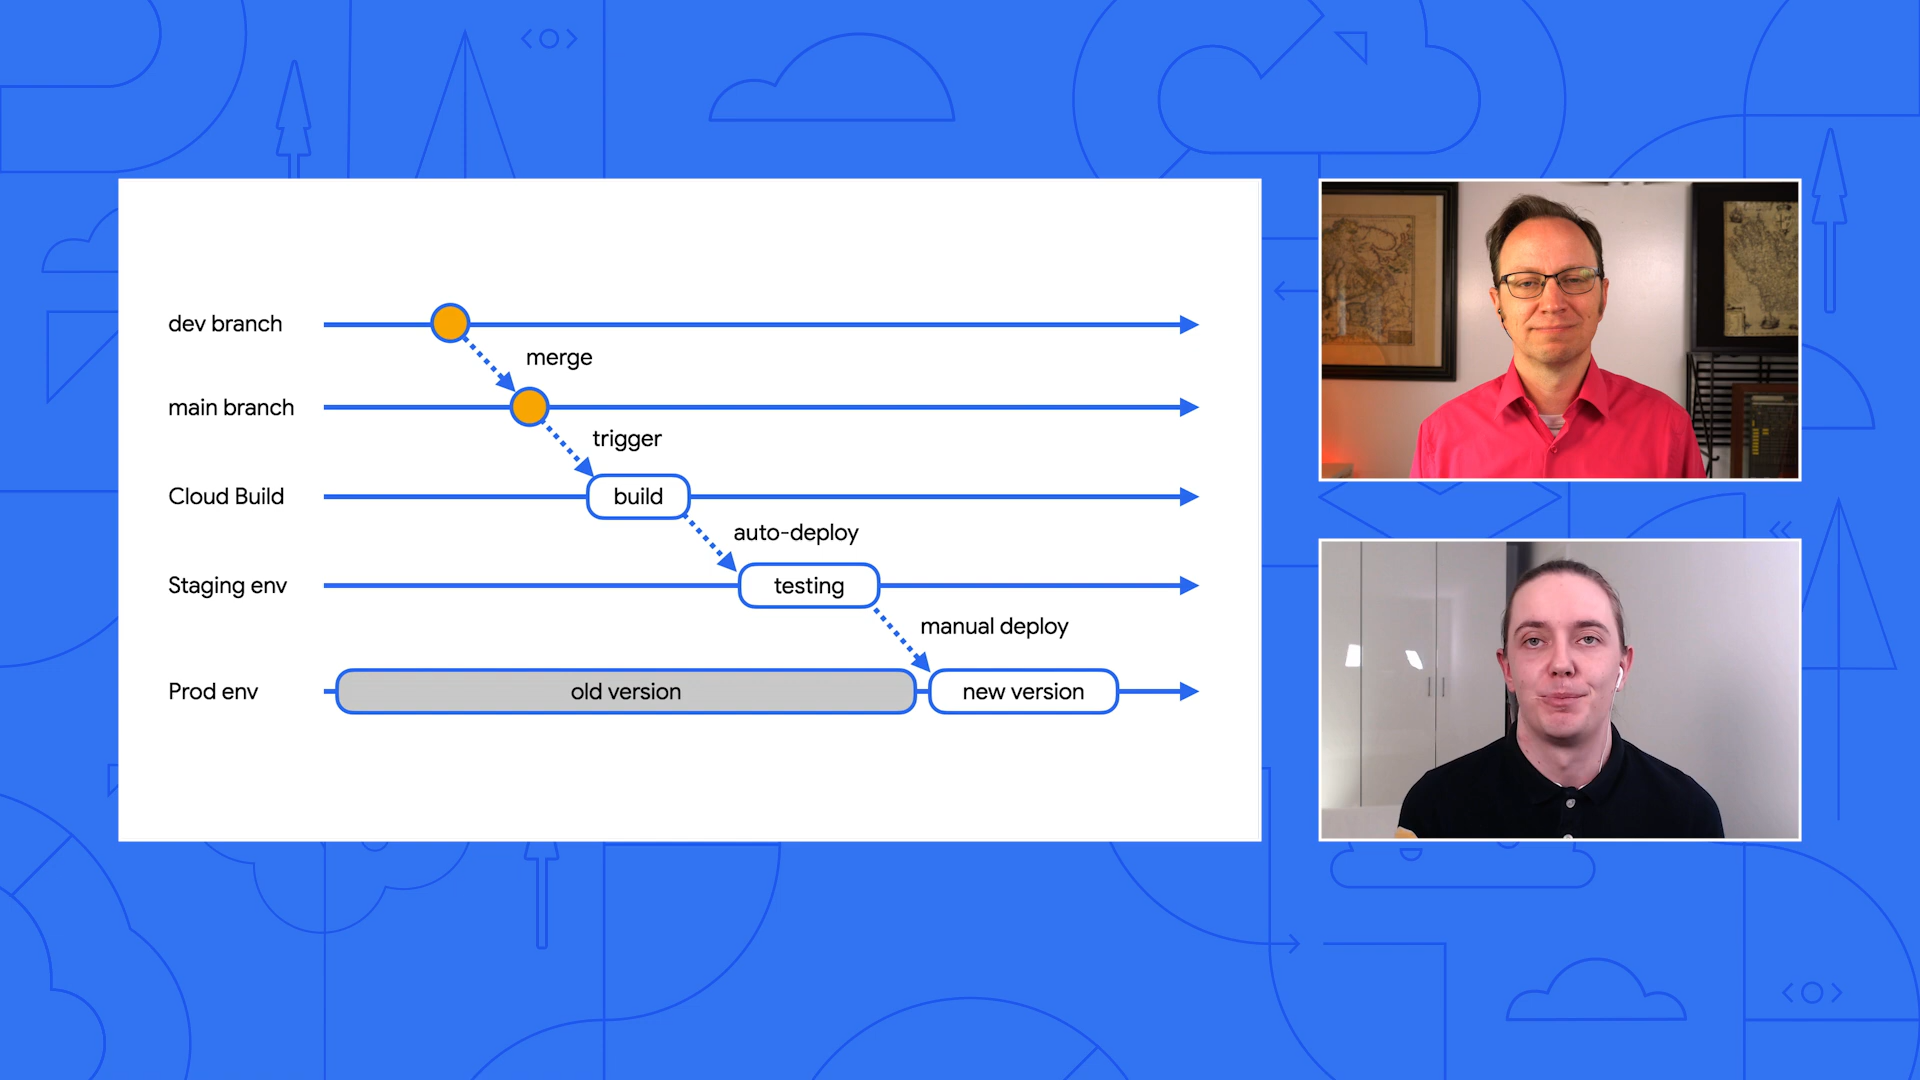 dev branch
merge
main branch
trigger
Cloud Build
build
auto-deploy
Staging env
testing
manual deploy
Prod env
old version
new version